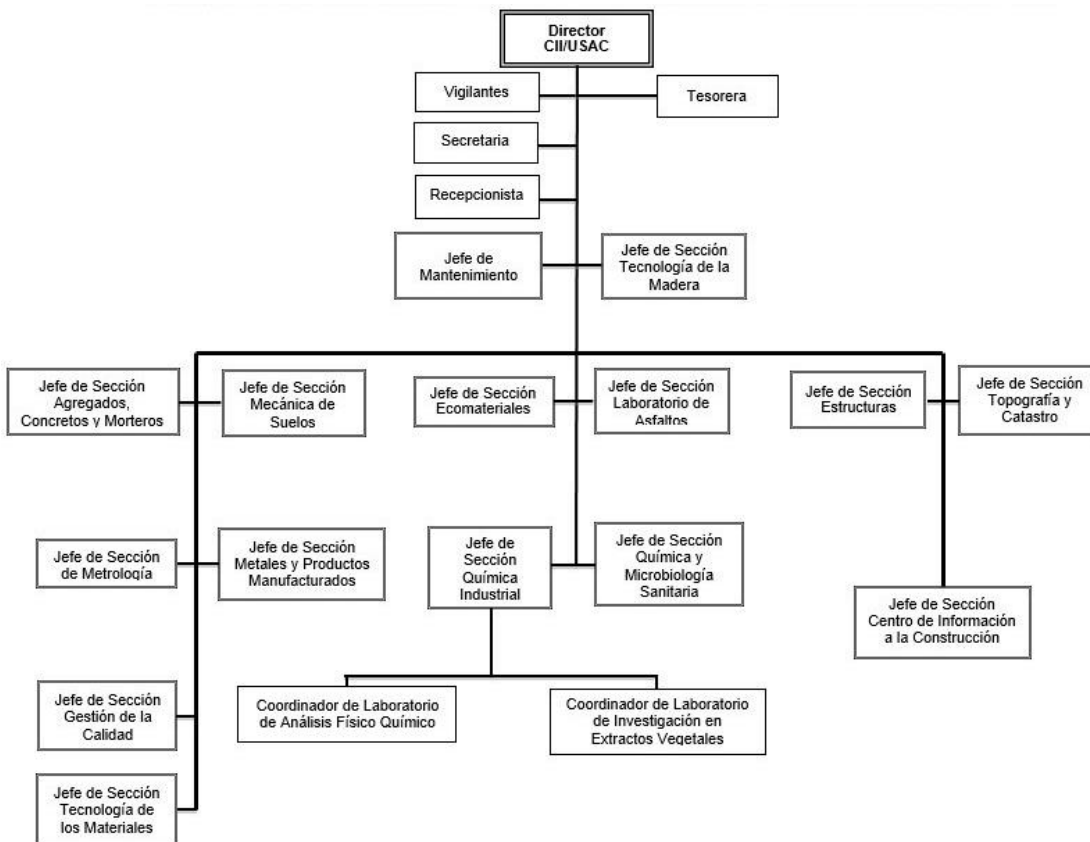 Director
CII/USAC
Vigilantes
Tesorera
Secretaria
Recepcionista
Jefe de
Mantenimiento
Jefe de Sección
Tecnología de la
Madera
Jefe de Sección
Agregados,
Concretos y Morteros
Jefe de Sección
Mecánica de
Suelos
Jefe de Sección
Ecomateriales
Jefe de Sección
Laboratorio de
Asfaltos
Jefe de Sección
Estructuras
Jefe de Sección
Topografía y
Catastro
Jefe de Sección
de Metrología
Jefe de Sección
Metales y Productos
Manufacturados
Jefe de
Sección
Química
Industrial
Jefe de Sección
Química y
Microbiología
Sanitaria
Jefe de Sección
Centro de Información
a la Construcción
Jefe de Sección
Gestión de la
Calidad
Coordinador de Laboratorio
de Análisis Físico Químico
Coordinador de Laboratorio
de Investigación en
Extractos Vegetales
Jefe de Sección
Tecnología de
los Materiales